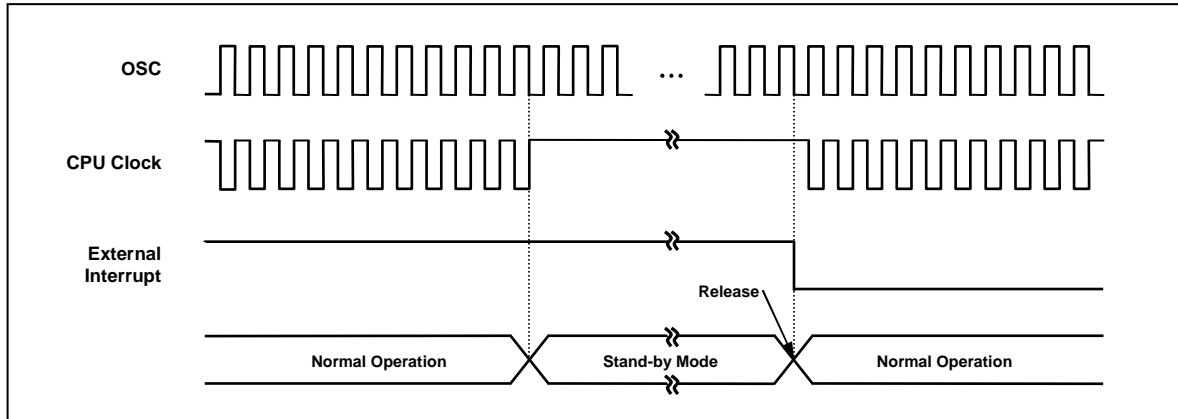 OSC
...
CPU Clock
External
Interrupt
Release
Normal Operation
Stand-by Mode
Normal Operation